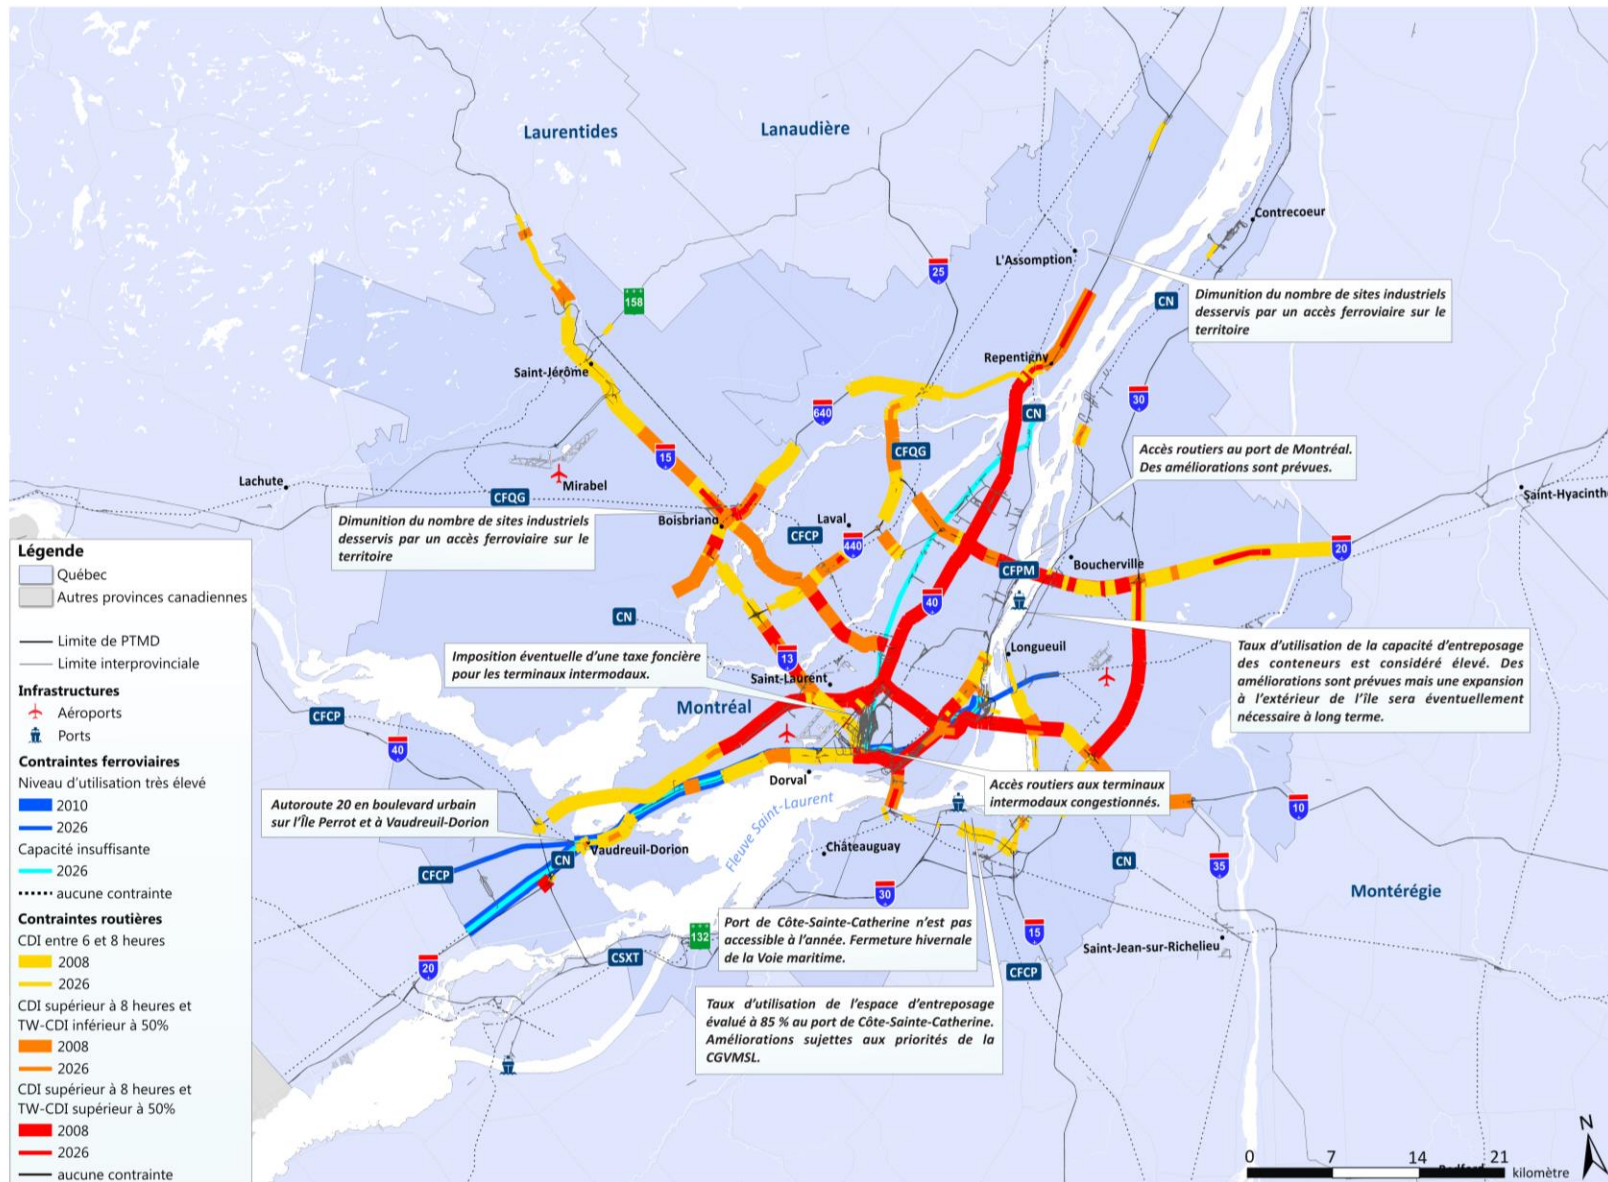 Laurentides
Lanaudière
Contrecoeur
25
L'Assomption
158
CN
Dimunition du nombre de sites industriels
desservis par un accès ferroviaire sur le
territoire
Repentigny
Saint-Jérôme
30
640
CN
Accès routiers au port de Montréal.
Des améliorations sont prévues.
CFQG
15
Lachute
Mirabel
CFQG
Saint-Hyacinthe
Dimunition du nombre de sites industriels
desservis par un accès ferroviaire sur le
territoire
Boisbriand
Laval
CFCP
440
20
CFPM
Boucherville
40
CN
Taux d'utilisation de la capacité d'entreposage
des conteneurs est considéré élevé. Des
améliorations sont prévues mais une expansion
à l'extérieur de l'île sera éventuellement
nécessaire à long terme.
Imposition éventuelle d'une taxe foncière
pour les terminaux intermodaux.
13
Longueuil
Saint-Laurent
Montréal
CFCP
40
Dorval
Accès routiers aux terminaux
intermodaux congestionnés.
Autoroute 20 en boulevard urbain
sur l'Île Perrot et à Vaudreuil-Dorion
Fleuve Saint-Laurent
10
Vaudreuil-Dorion
CN
Châteauguay
CN
35
CFCP
30
Montérégie
Port de Côte-Sainte-Catherine n'est pas
accessible à l'année. Fermeture hivernale
de la Voie maritime.
132
15
Saint-Jean-sur-Richelieu
CSXT
20
CFCP
Taux d'utilisation de l'espace d'entreposage
évalué à 85 % au port de Côte-Sainte-Catherine.
Améliorations sujettes aux priorités de la
CGVMSL.
Légende
Québec
Autres provinces canadiennes
Limite de PTMD
Limite interprovinciale
Infrastructures
Aéroports
Ports
Contraintes ferroviaires
Niveau d'utilisation très élevé
2010
2026
Capacité insuffisante
2026
aucune contrainte
Contraintes routières
CDI entre 6 et 8 heures
2008
2026
CDI supérieur à 8 heures et
TW-CDI inférieur à 50%
2008
2026
CDI supérieur à 8 heures et
TW-CDI supérieur à 50%
2008
2026
aucune contrainte
N
0 7 14 21
kilomètre